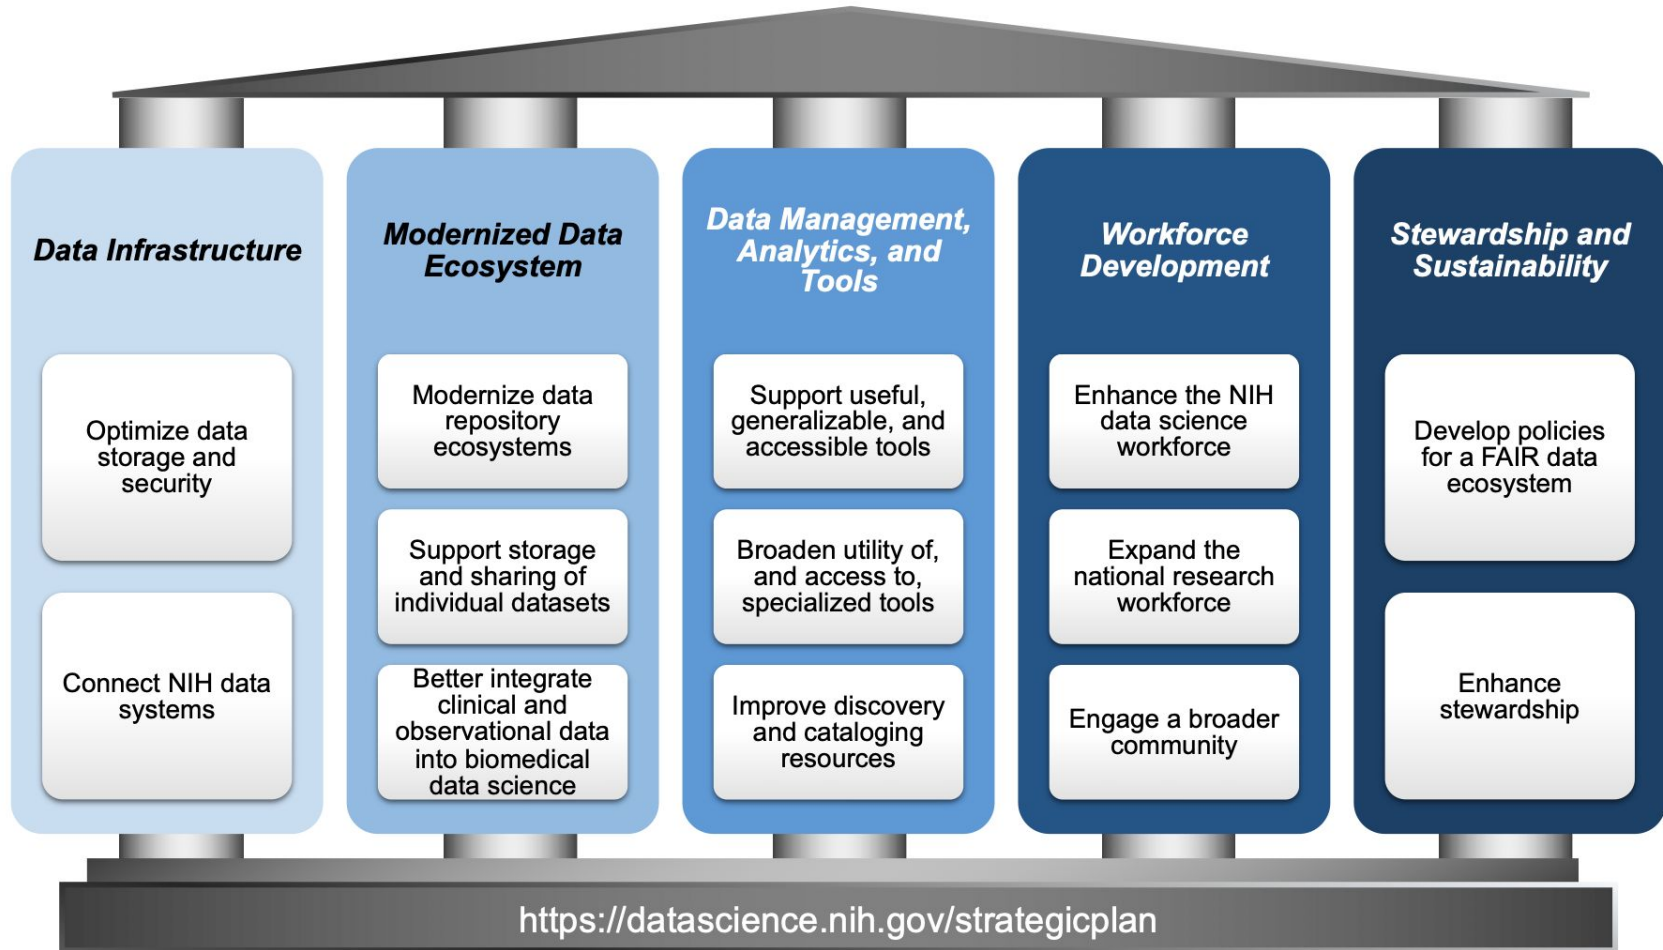 Data Infrastructure
Optimize data
storage and
security
Connect NIH data
systems
Modernized Data
Ecosystem
Modernize data
repository
ecosystems
Support storage
and sharing of
individual datasets
Better integrate
clinical and
observational data
into biomedical
data science
Data Management,
Analytics, and
Tools
Support useful,
generalizable, and
accessible tools
Broaden utility of,
and access to,
specialized tools
Improve discovery
and cataloging
resources
Workforce
Development
Enhance the NIH
data science
workforce
Expand the
national research
workforce
Engage a broader
community
Stewardship and
Sustainability
Develop policies
for a FAIR data
ecosystem
Enhance
stewardship
https://datascience.nih.gov/strategicplan